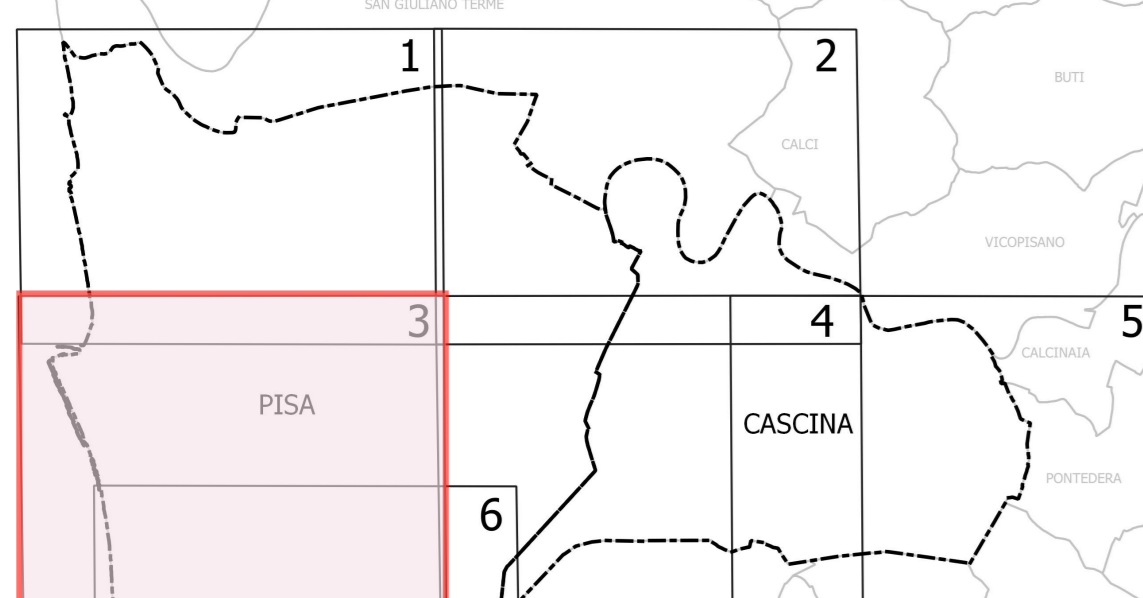 SAN GIULIANO TERME
1
2
BUTI
CALCI
VICOPISANO
3
4
5
CALCINAIA
PISA
CASCINA
PONTEDERA
6